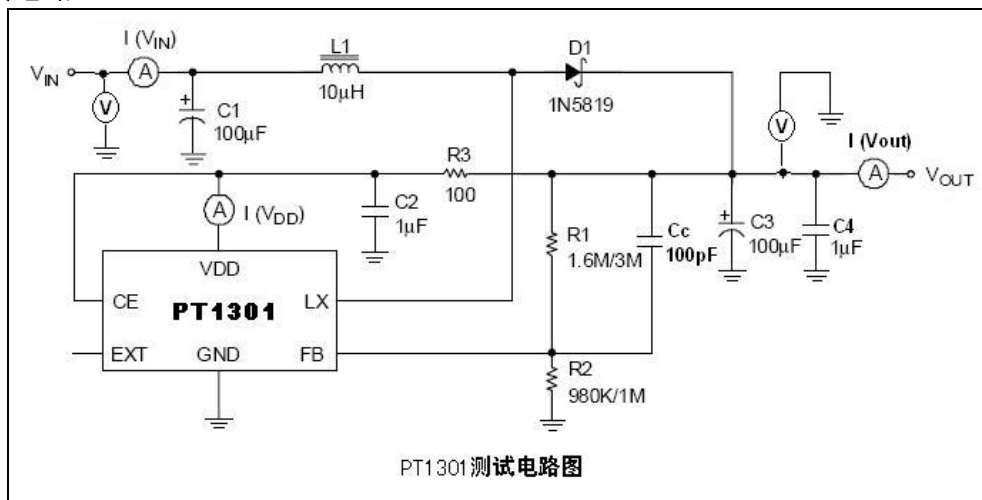 I (VIN)
L1
D1
VIN
A
10μH
1N5819
V
+
C1
100μF
V
I (Vout)
R3
100
A
VOUT
A
I (VDD)
C2
1μF
R1
1.6M/3M
Cc
100pF
+
C3
100μF
C4
1μF
VDD
CE
PT1301
LX
EXT
GND
FB
R2
980K/1M
PT1301测试电路图